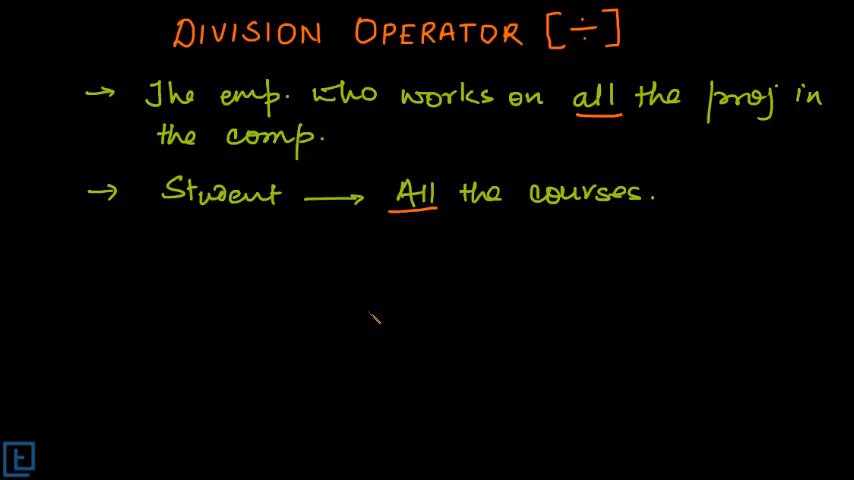 DIVISION OPERATOR [÷]
→ The emp. who works on all the proj in
the comp.
→ Student → All the courses.